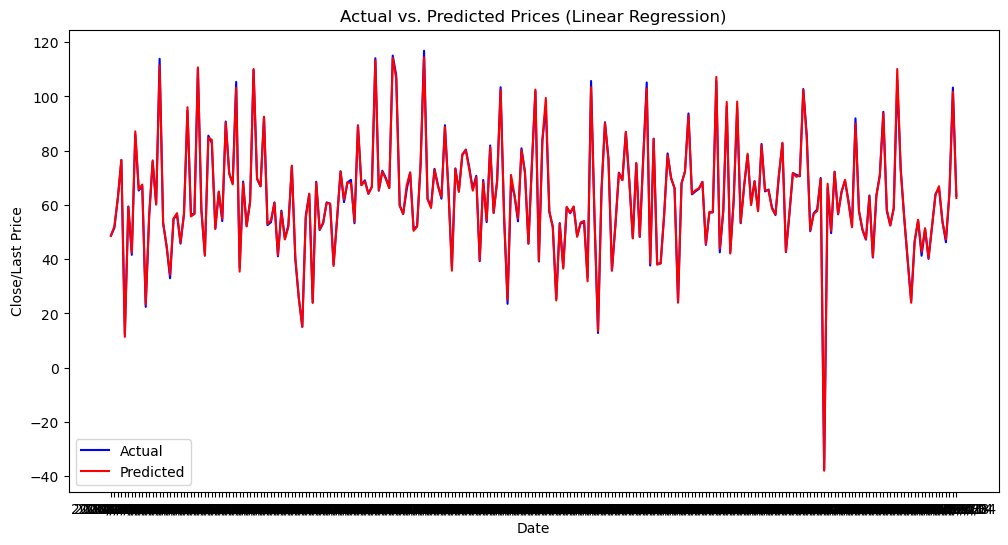 Actual vs. Predicted Prices (Linear Regression)
120
100
80
60
40
20
0
−20
−40
Close/Last Price
Actual
Predicted
Date